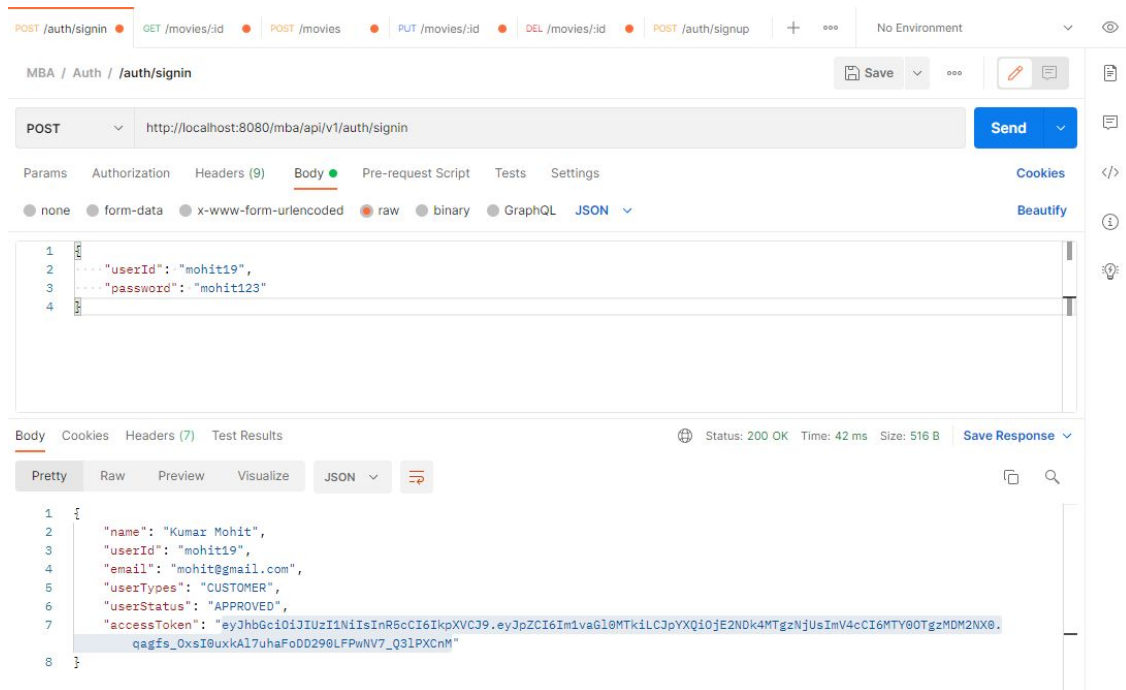 POST /auth/signin GET /movies/:id POST /movies PUT /movies/:id DEL /movies/:id POST /auth/signup + ooo No Environment
MBA / Auth / /auth/signin Save ooo
POST http://localhost:8080/mba/api/v1/auth/signin Send
Params Authorization Headers (9) Body Pre-request Script Tests Settings Cookies
none form-data x-www-form-urlencoded raw binary GraphQL JSON Beautify
1 {
2 ····"userId":·"mohit19",
3 ····"password":·"mohit123"
4 }
Body Cookies Headers (7) Test Results Status: 200 OK Time: 42 ms Size: 516 B Save Response
Pretty Raw Preview Visualize JSON
1 {
2 "name": "Kumar Mohit",
3 "userId": "mohit19",
4 "email": "mohit@gmail.com",
5 "userTypes": "CUSTOMER",
6 "userStatus": "APPROVED",
7 "accessToken": "eyJhbGciOiJIUzI1NiIsInR5cCI6IkpXVCJ9.eyJpZCI6Im1vaGl0MTkiLCJpYXQiOjE2NDk4MTgzNjUsImV4cCI6MTY0OTgzMDM2NX0.
qagfs_OxsI0uxkAl7uhaFoDD290LFPwNV7_Q3lPXCnM"
8 }